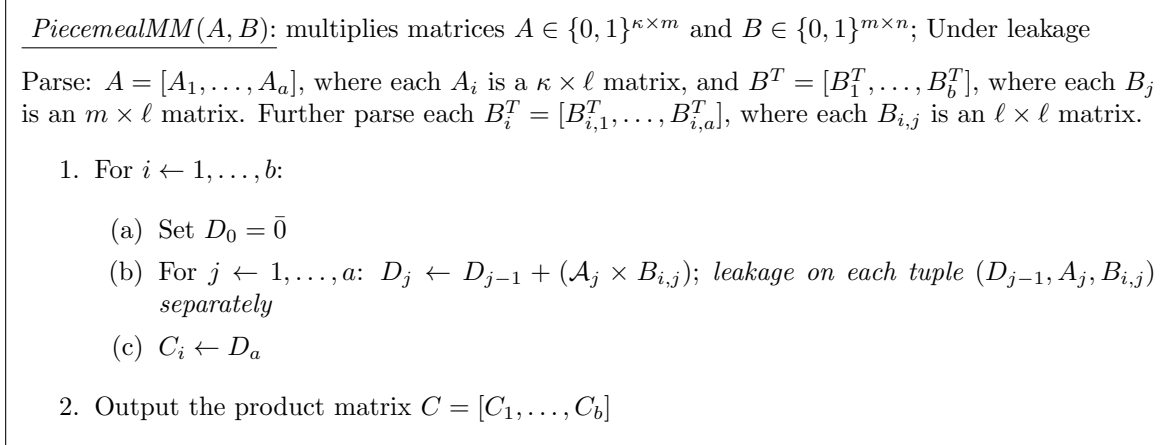 PiecemealMM(A, B): multiplies matrices A ∈ {0, 1}^{κ×m} and B ∈ {0, 1}^{m×n}; Under leakage
Parse: A = [A_1, . . . , A_a], where each A_i is a κ × ℓ matrix, and B^T = [B_1^T, . . . , B_b^T], where each B_j
is an m × ℓ matrix. Further parse each B_i^T = [B_{i,1}^T, . . . , B_{i,a}^T], where each B_{i,j} is an ℓ × ℓ matrix.
1. For i ← 1, . . . , b:
(a) Set D_0 = 0̄
(b) For j ← 1, . . . , a: D_j ← D_{j−1} + (𝒜_j × B_{i,j}); leakage on each tuple (D_{j−1}, A_j, B_{i,j})
separately
(c) C_i ← D_a
2. Output the product matrix C = [C_1, . . . , C_b]